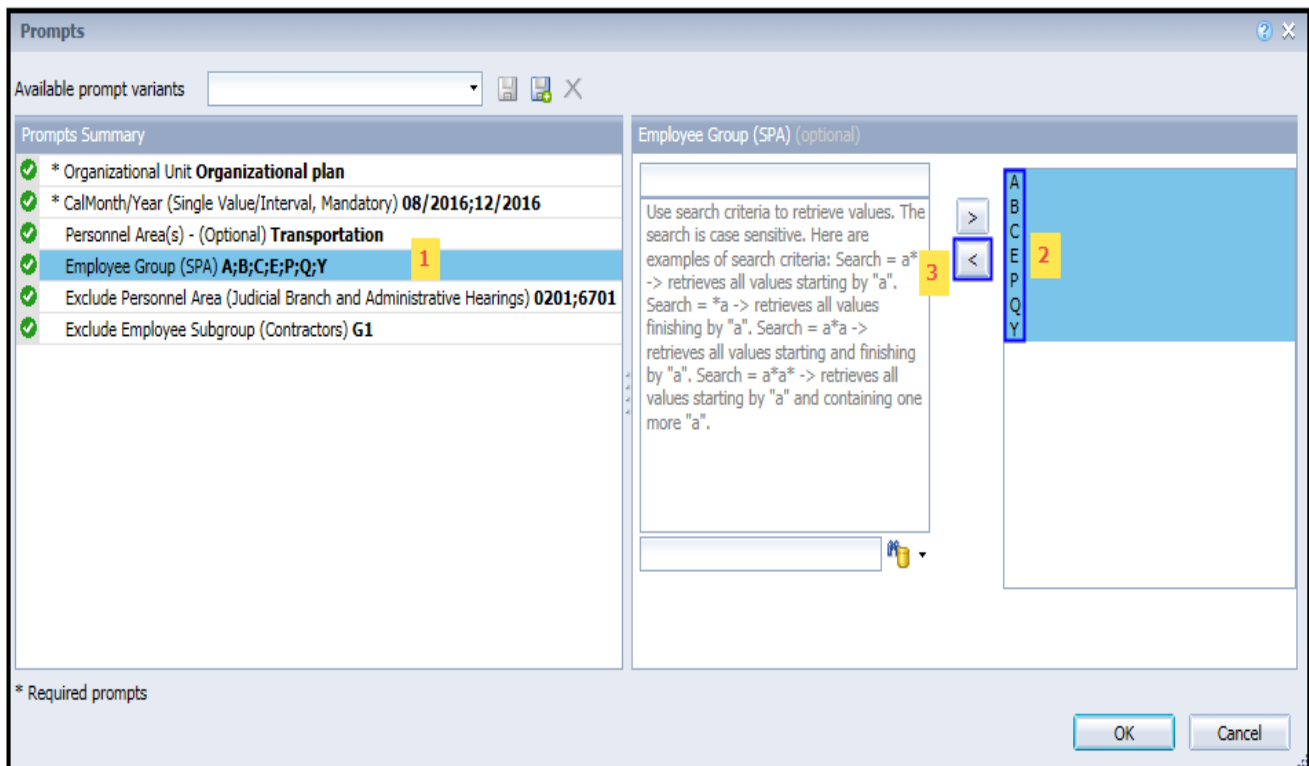 Prompts
Available prompt variants
Prompts Summary
* Organizational Unit Organizational plan
* CalMonth/Year (Single Value/Interval, Mandatory) 08/2016;12/2016
Personnel Area(s) - (Optional) Transportation
Employee Group (SPA) A;B;C;E;P;Q;Y
1
Exclude Personnel Area (Judicial Branch and Administrative Hearings) 0201;6701
Exclude Employee Subgroup (Contractors) G1
Employee Group (SPA) (optional)
Use search criteria to retrieve values. The
search is case sensitive. Here are
examples of search criteria: Search = a*
-> retrieves all values starting by "a".
Search = *a -> retrieves all values
finishing by "a". Search = a*a ->
retrieves all values starting and finishing
by "a". Search = a*a* -> retrieves all
values starting by "a" and containing one
more "a".
>
3
<
A
B
C
E
P
Q
Y
2
* Required prompts
OK
Cancel